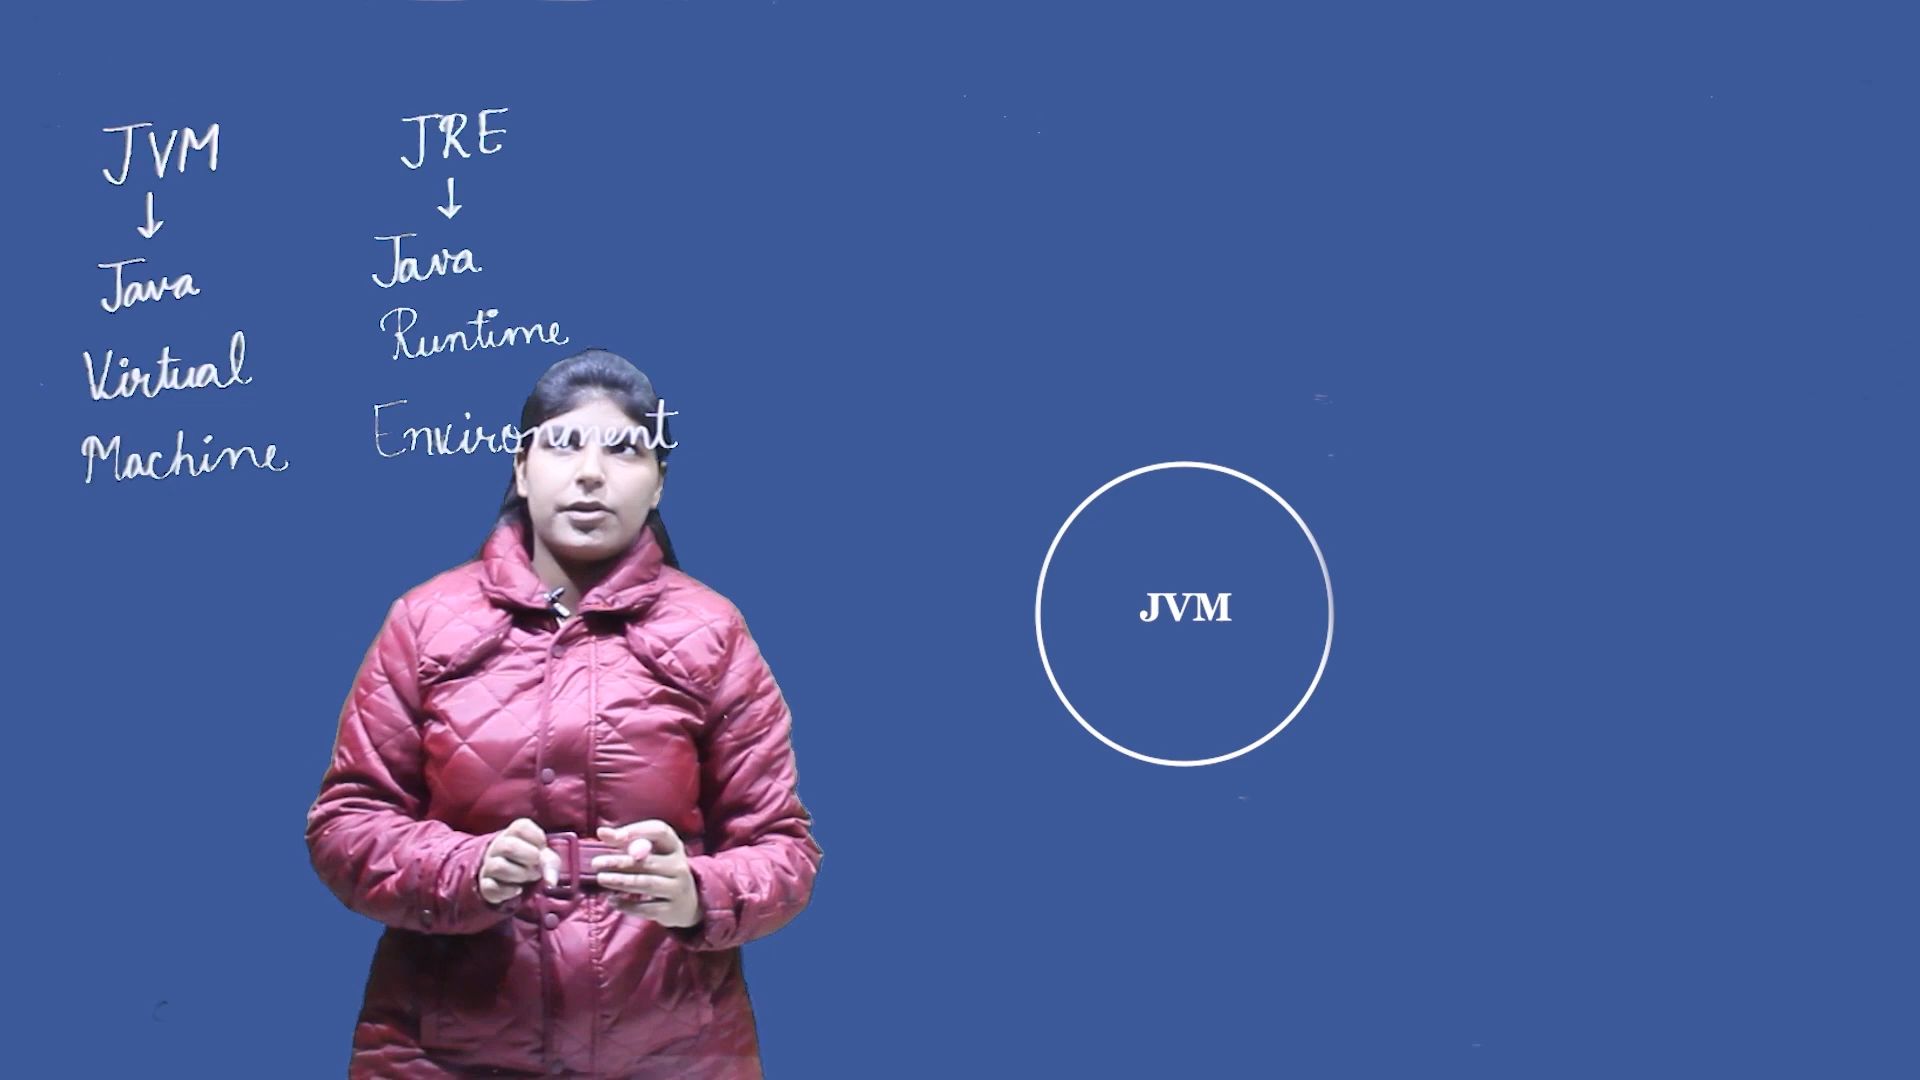 JVM
↓
Java
Virtual
Machine
JRE
↓
Java
Runtime
Environment
JVM